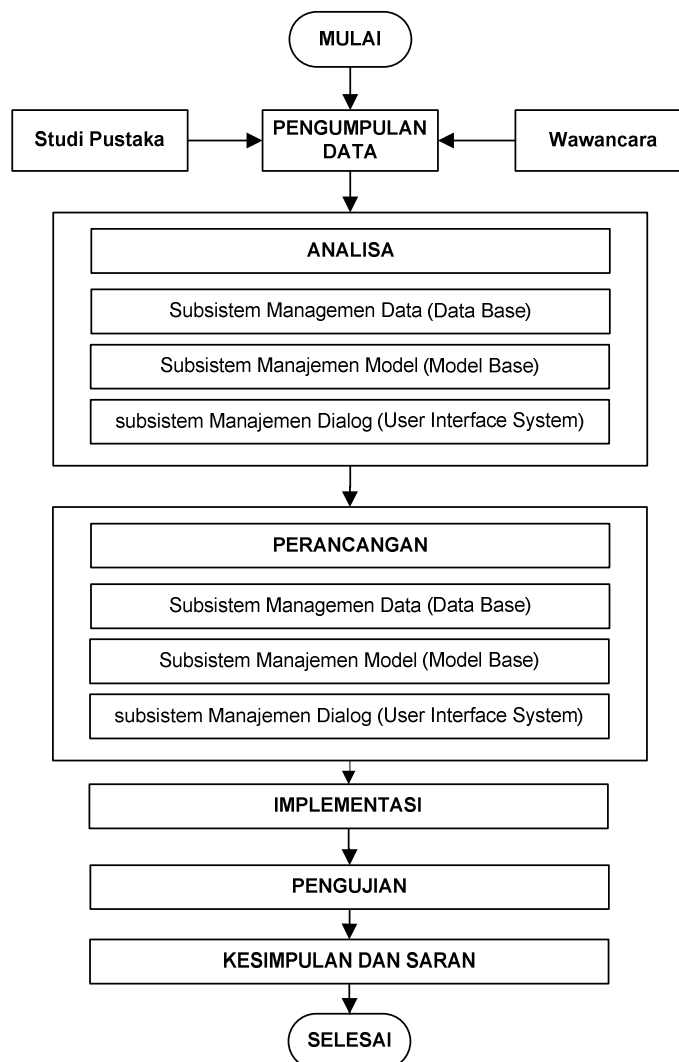 MULAI
Studi Pustaka
PENGUMPULAN
DATA
Wawancara
ANALISA
Subsistem Managemen Data (Data Base)
Subsistem Manajemen Model (Model Base)
subsistem Manajemen Dialog (User Interface System)
PERANCANGAN
Subsistem Managemen Data (Data Base)
Subsistem Manajemen Model (Model Base)
subsistem Manajemen Dialog (User Interface System)
IMPLEMENTASI
PENGUJIAN
KESIMPULAN DAN SARAN
SELESAI